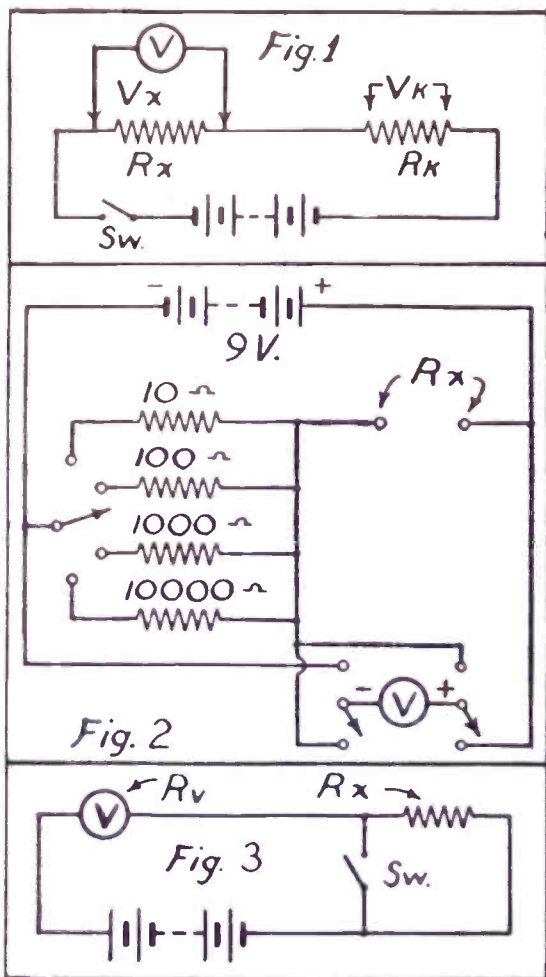 Fig. 1
V
Vx
VK
Rx
RK
Sw.
- +
9 V.
Rx
10 Ω
100 Ω
1000 Ω
10000 Ω
- V +
Fig. 2
Rv
Rx
V
Fig. 3
Sw.